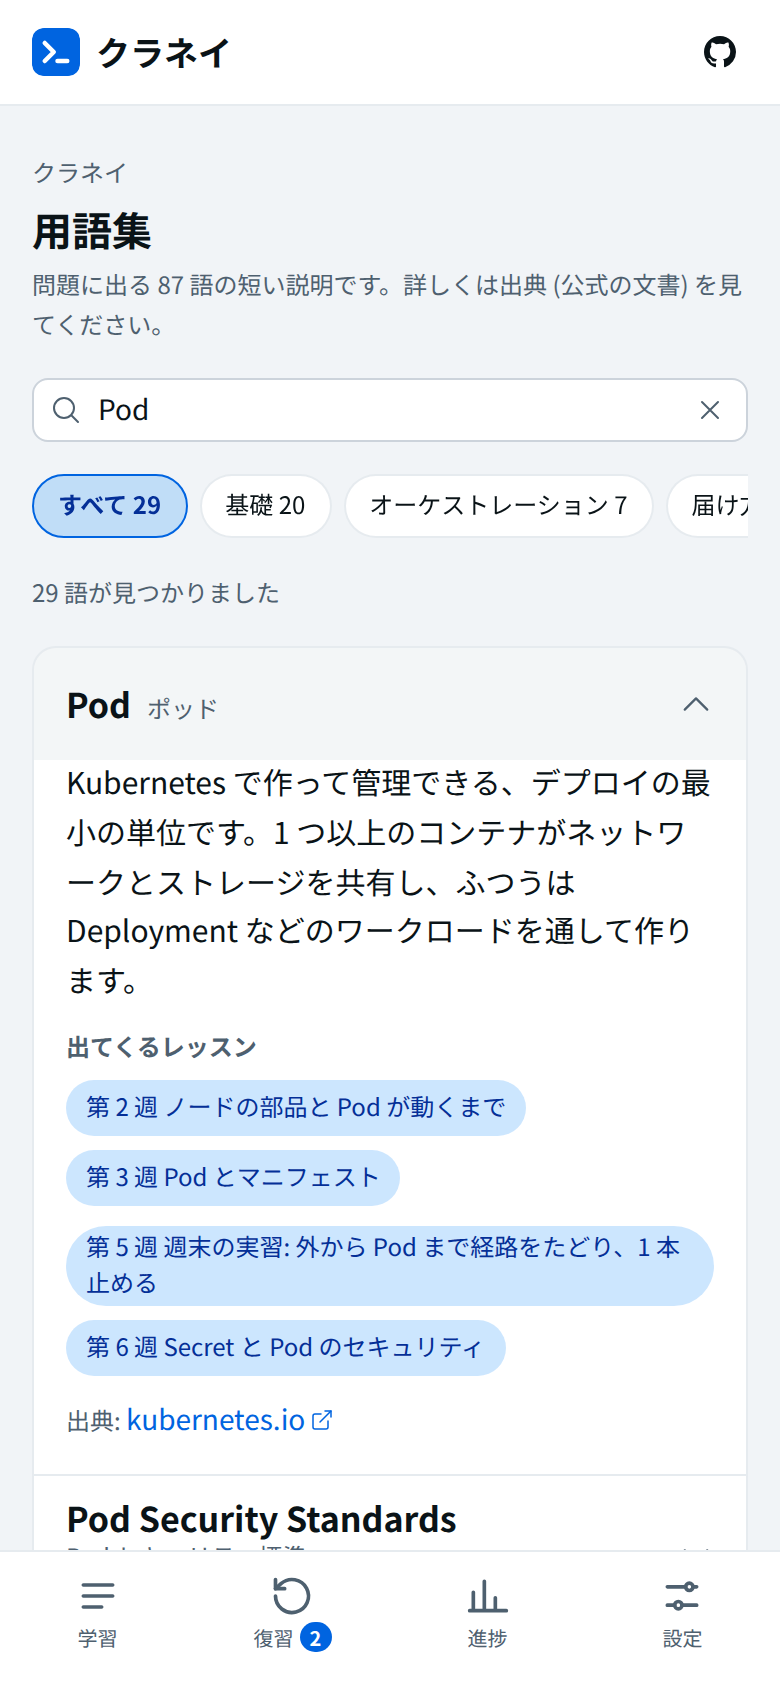 クラネイ
クラネイ
用語集
問題に出る 87 語の短い説明です。詳しくは出典 (公式の文書) を見
てください。
Pod
すべて 29
基礎 20
オーケストレーション 7
届け
29 語が見つかりました
Pod ポッド
Kubernetes で作って管理できる、デプロイの最
小の単位です。1 つ以上のコンテナがネットワ
ークとストレージを共有し、ふつうは
Deployment などのワークロードを通して作り
ます。
出てくるレッスン
第 2 週 ノードの部品と Pod が動くまで
第 3 週 Pod とマニフェスト
第 5 週 週末の実習: 外から Pod まで経路をたどり、1 本
止める
第 6 週 Secret と Pod のセキュリティ
出典: kubernetes.io
Pod Security Standards
学習
復習 2
進捗
設定